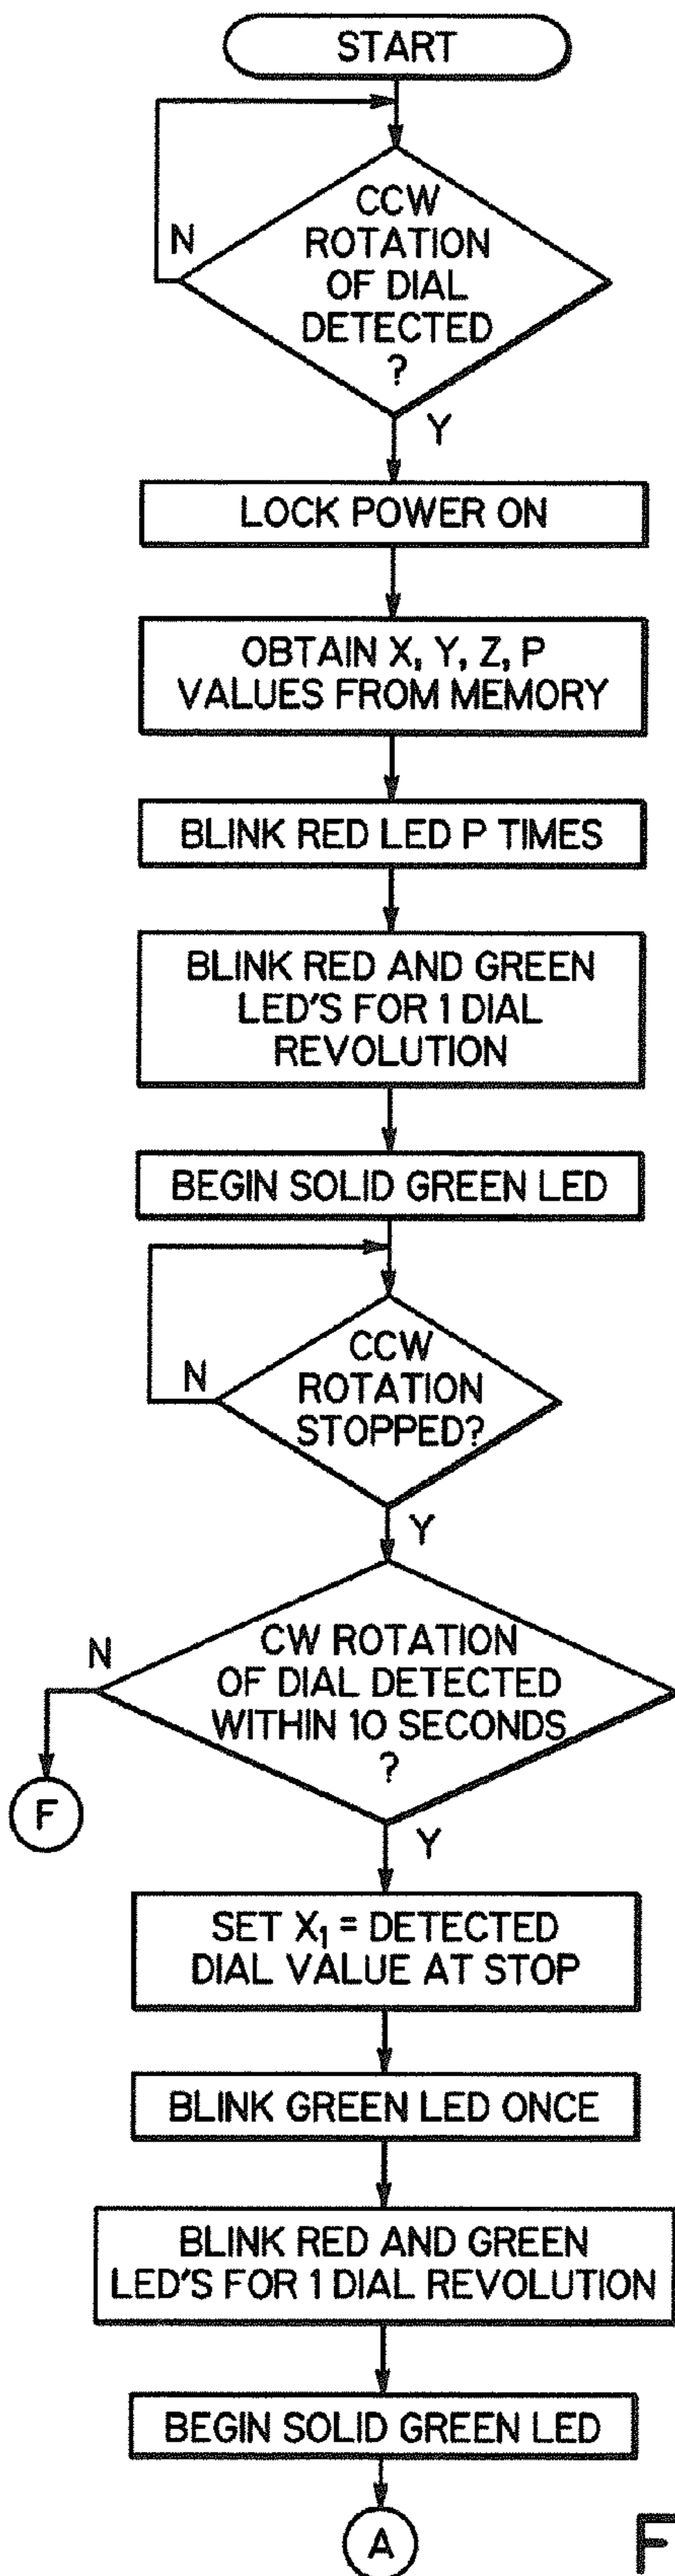 START
CCW
ROTATION
OF DIAL
DETECTED
?
N
Y
LOCK POWER ON
OBTAIN X, Y, Z, P
VALUES FROM MEMORY
BLINK RED LED P TIMES
BLINK RED AND GREEN
LED'S FOR 1 DIAL
REVOLUTION
BEGIN SOLID GREEN LED
CCW
ROTATION
STOPPED?
N
Y
CW ROTATION
OF DIAL DETECTED
WITHIN 10 SECONDS
?
N
F
Y
SET X₁ = DETECTED
DIAL VALUE AT STOP
BLINK GREEN LED ONCE
BLINK RED AND GREEN
LED'S FOR 1 DIAL REVOLUTION
BEGIN SOLID GREEN LED
A
F